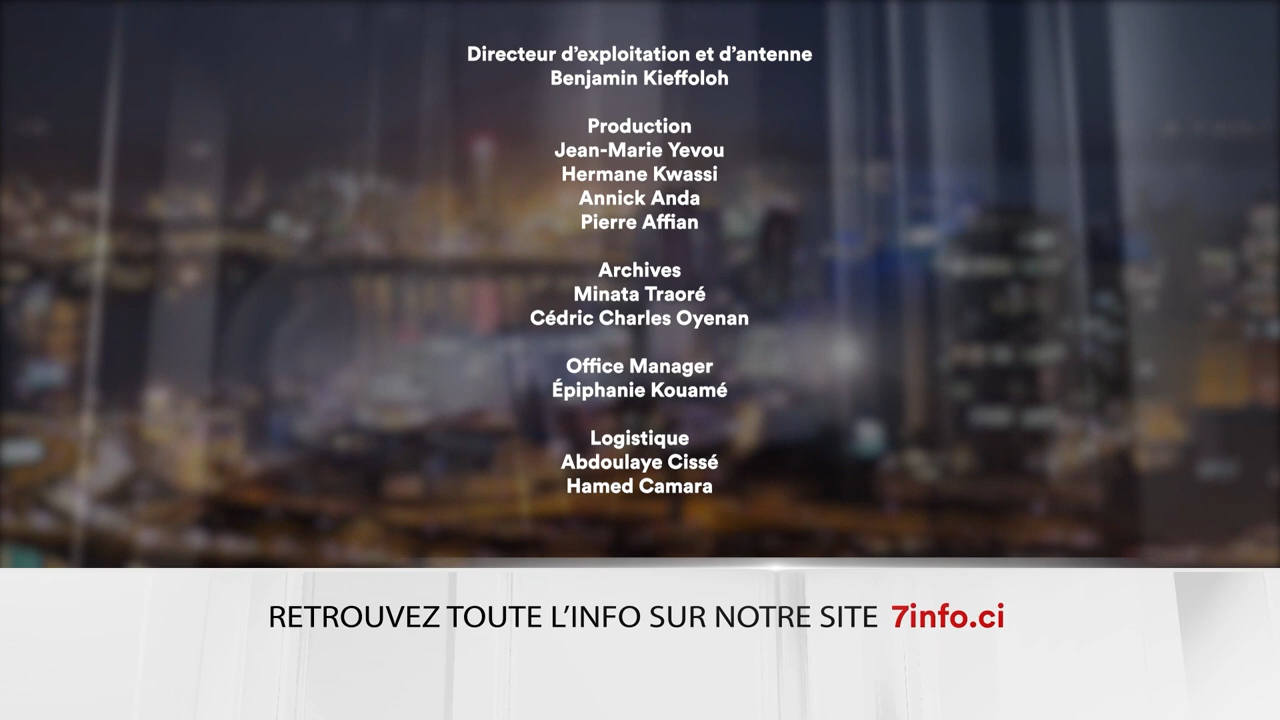 Directeur d’exploitation et d’antenne
Benjamin Kieffoloh
Production
Jean-Marie Yevou
Hermane Kwassi
Annick Anda
Pierre Affian
Archives
Minata Traoré
Cédric Charles Oyenan
Office Manager
Épiphanie Kouamé
Logistique
Abdoulaye Cissé
Hamed Camara
RETROUVEZ TOUTE L’INFO SUR NOTRE SITE 7info.ci